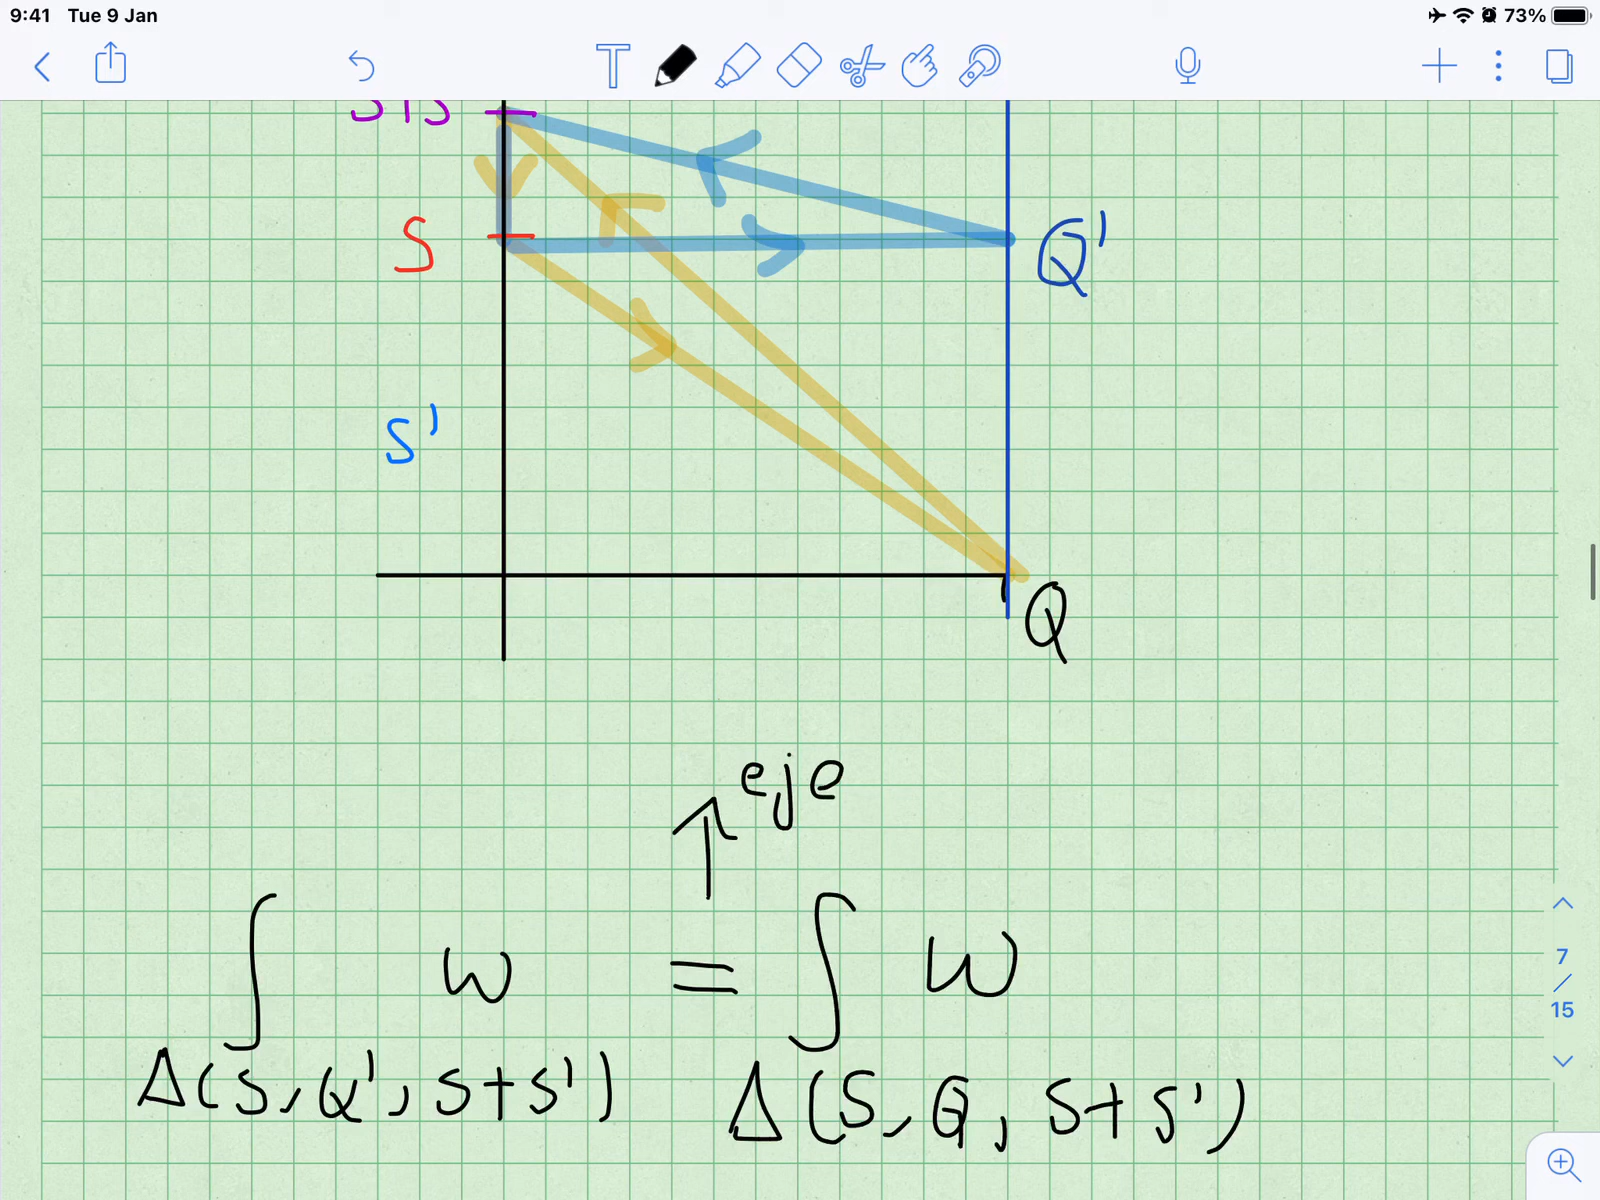 9:41 Tue 9 Jan 73%
S
Q'
S'
Q
eje
∫ ω = ∫ ω
Δ(S, Q', S+S') Δ(S, Q, S+S')
7
/
15